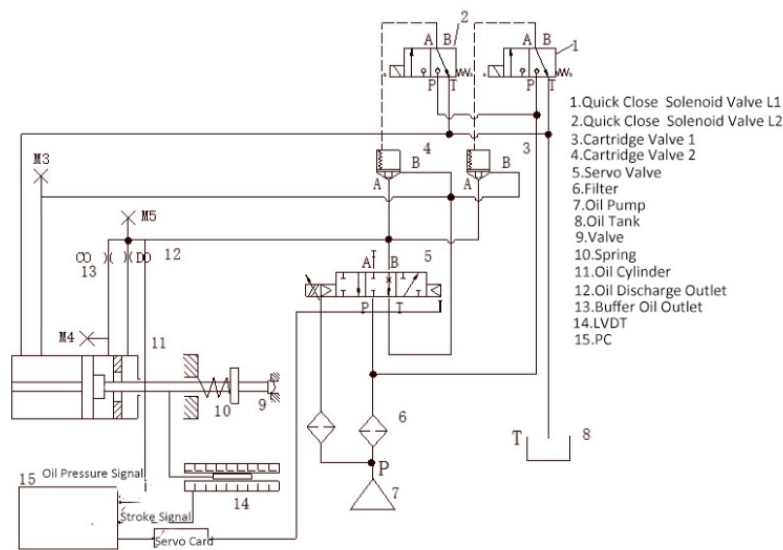 2
1
A B
A B
P T
P T
1.Quick Close Solenoid Valve L1
2.Quick Close Solenoid Valve L2
3.Cartridge Valve 1
4.Cartridge Valve 2
5.Servo Valve
6.Filter
7.Oil Pump
8.Oil Tank
9.Valve
10.Spring
11.Oil Cylinder
12.Oil Discharge Outlet
13.Buffer Oil Outlet
14.LVDT
15.PC
4
3
M3
B
B
A
A
M5
12
5
13
A B
P T
M4
11
10
9
6
T
8
P
7
Oil Pressure Signal
15
14
Stroke Signal
Servo Card